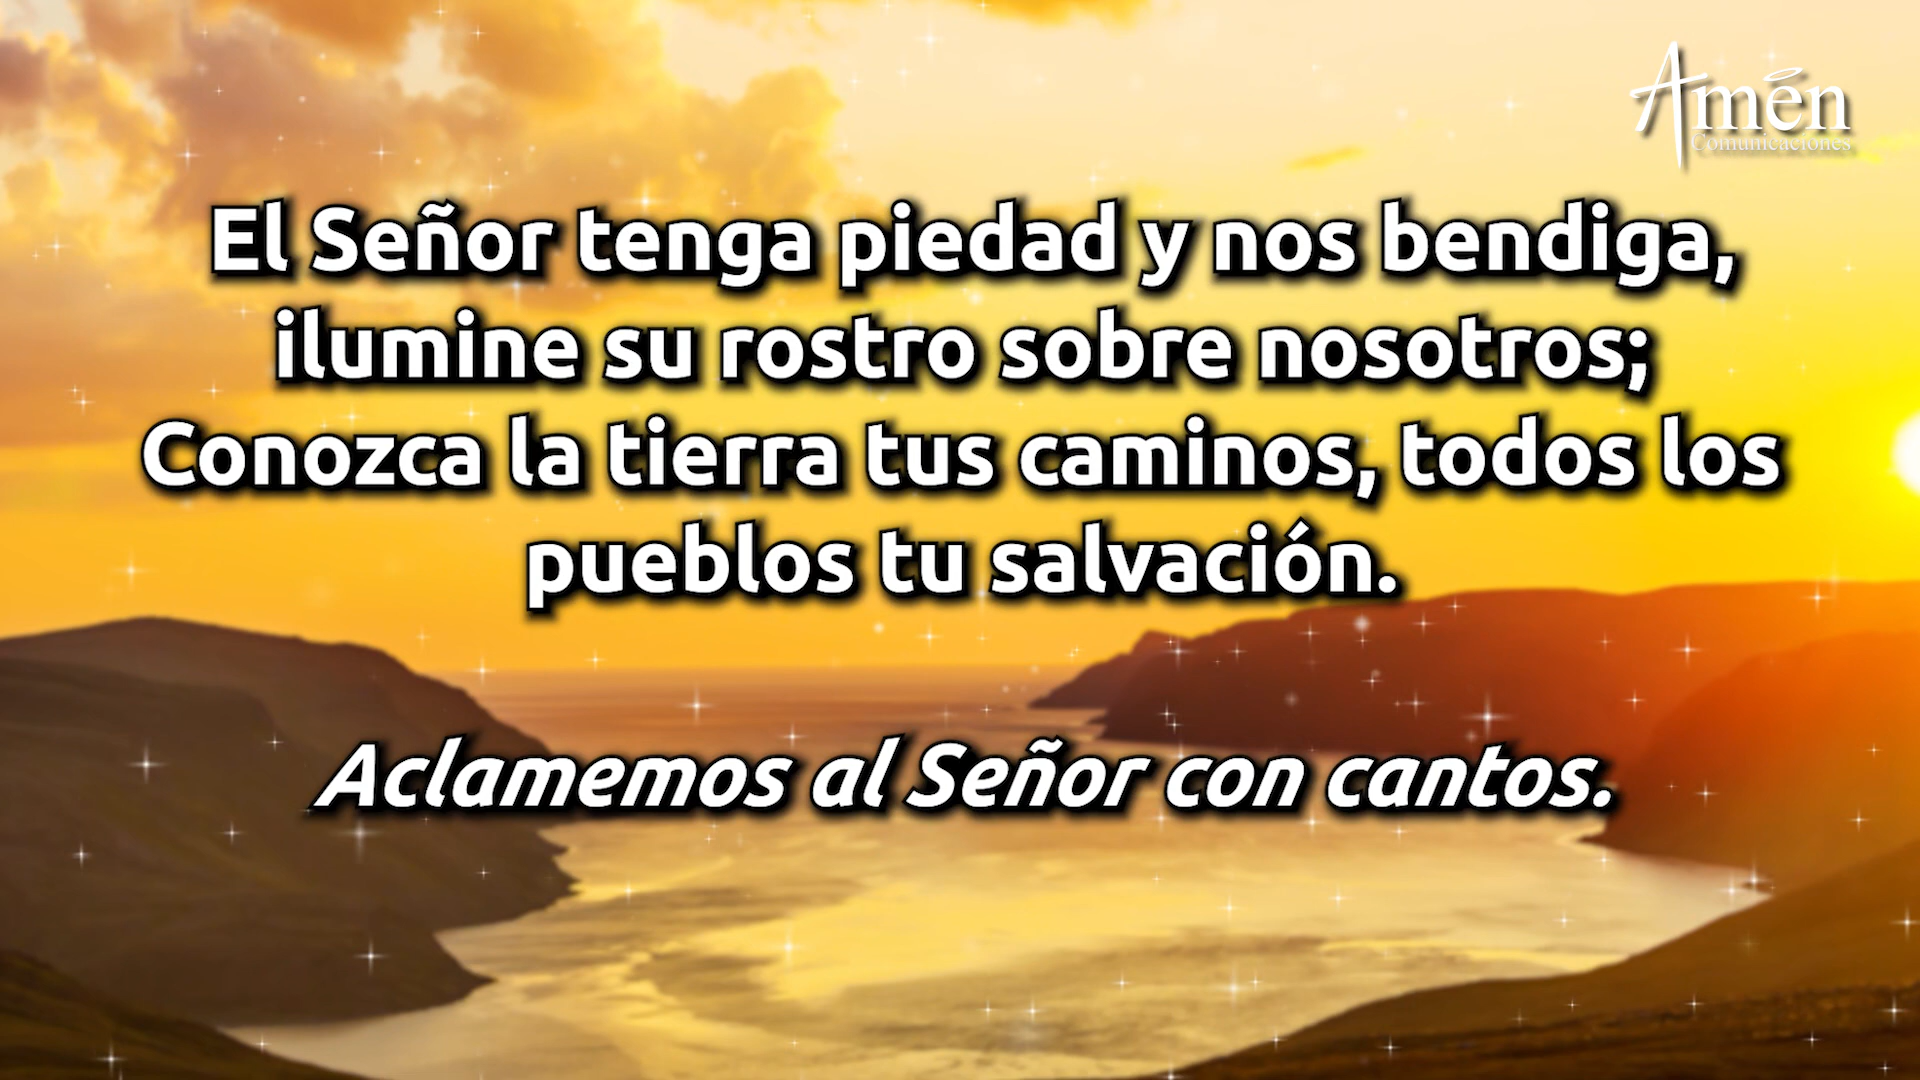 Amén
Comunicaciones
El Señor tenga piedad y nos bendiga,
ilumine su rostro sobre nosotros;
Conozca la tierra tus caminos, todos los
pueblos tu salvación.
Aclamemos al Señor con cantos.